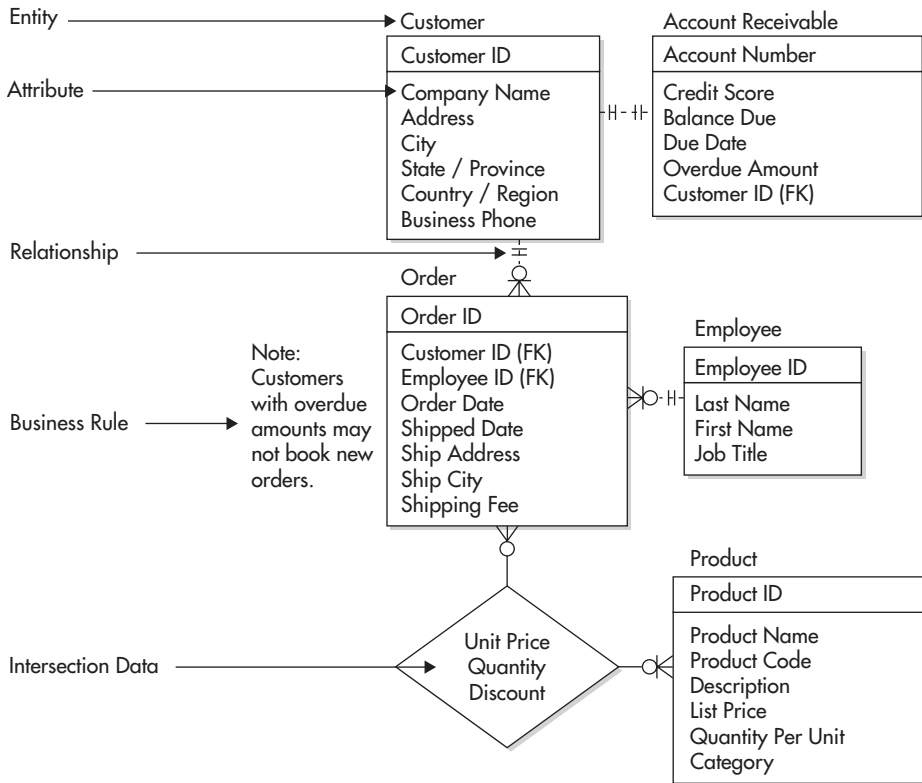 Entity
Customer
Account Receivable
Customer ID
Account Number
Attribute
Company Name
Address
City
State / Province
Country / Region
Business Phone
Credit Score
Balance Due
Due Date
Overdue Amount
Customer ID (FK)
Relationship
Order
Order ID
Customer ID (FK)
Employee ID (FK)
Order Date
Shipped Date
Ship Address
Ship City
Shipping Fee
Employee
Employee ID
Last Name
First Name
Job Title
Business Rule
Note:
Customers
with overdue
amounts may
not book new
orders.
Product
Product ID
Product Name
Product Code
Description
List Price
Quantity Per Unit
Category
Intersection Data
Unit Price
Quantity
Discount